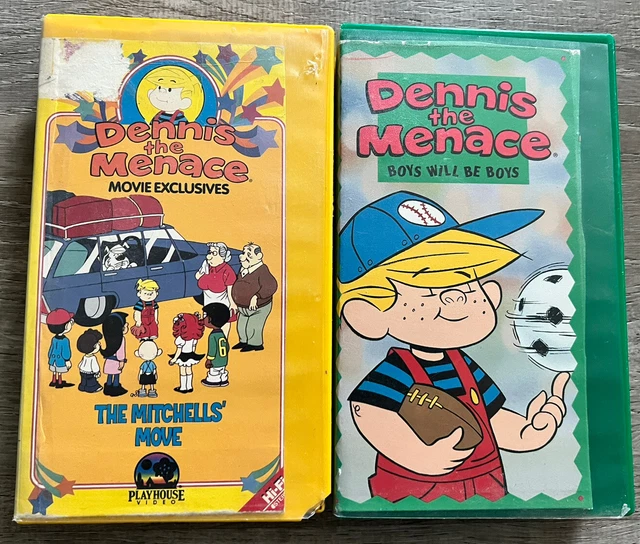 Dennis
the
Menace
MOVIE EXCLUSIVES
6
THE MITCHELLS'
MOVE
PLAYHOUSE
VIDEO
Hi-Fi
Dennis
the
Menace
BOYS WILL BE BOYS